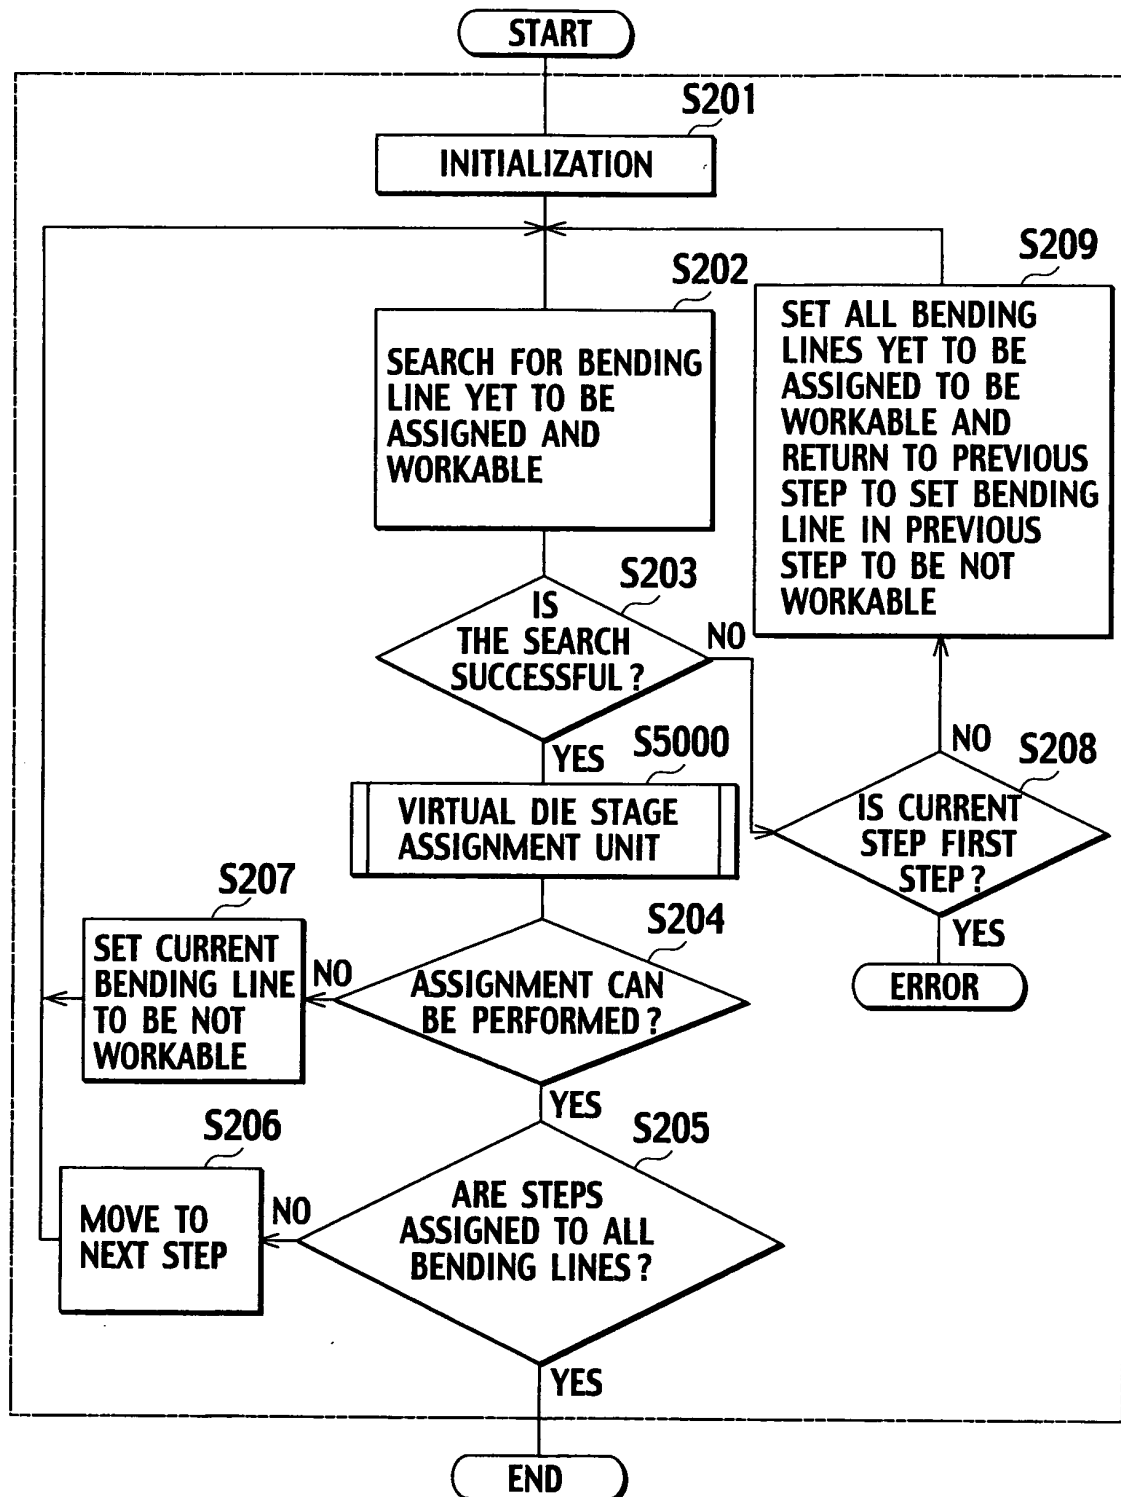 START
S201
INITIALIZATION
S202
SEARCH FOR BENDING
LINE YET TO BE
ASSIGNED AND
WORKABLE
S209
SET ALL BENDING
LINES YET TO BE
ASSIGNED TO BE
WORKABLE AND
RETURN TO PREVIOUS
STEP TO SET BENDING
LINE IN PREVIOUS
STEP TO BE NOT
WORKABLE
S203
IS
THE SEARCH
SUCCESSFUL?
NO
YES
S5000
VIRTUAL DIE STAGE
ASSIGNMENT UNIT
NO
S208
IS CURRENT
STEP FIRST
STEP?
YES
ERROR
S207
SET CURRENT
BENDING LINE
TO BE NOT
WORKABLE
NO
S204
ASSIGNMENT CAN
BE PERFORMED?
YES
S206
MOVE TO
NEXT STEP
NO
S205
ARE STEPS
ASSIGNED TO ALL
BENDING LINES?
YES
END